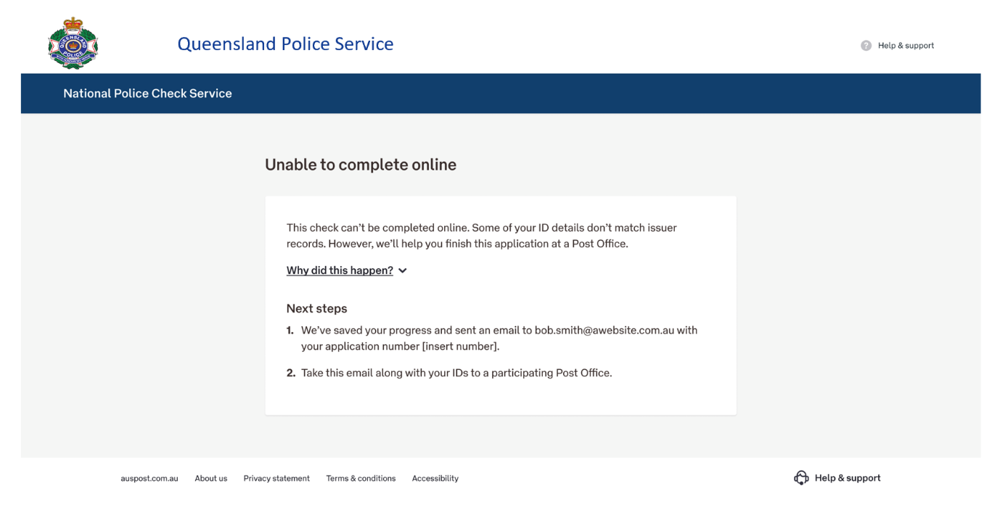 QUEENSLAND
POLICE
Queensland Police Service
Help & support
National Police Check Service
Unable to complete online
This check can’t be completed online. Some of your ID details don’t match issuer
records. However, we’ll help you finish this application at a Post Office.
Why did this happen?
Next steps
1. We’ve saved your progress and sent an email to bob.smith@awebsite.com.au with
your application number [insert number].
2. Take this email along with your IDs to a participating Post Office.
auspost.com.au About us Privacy statement Terms & conditions Accessibility
Help & support